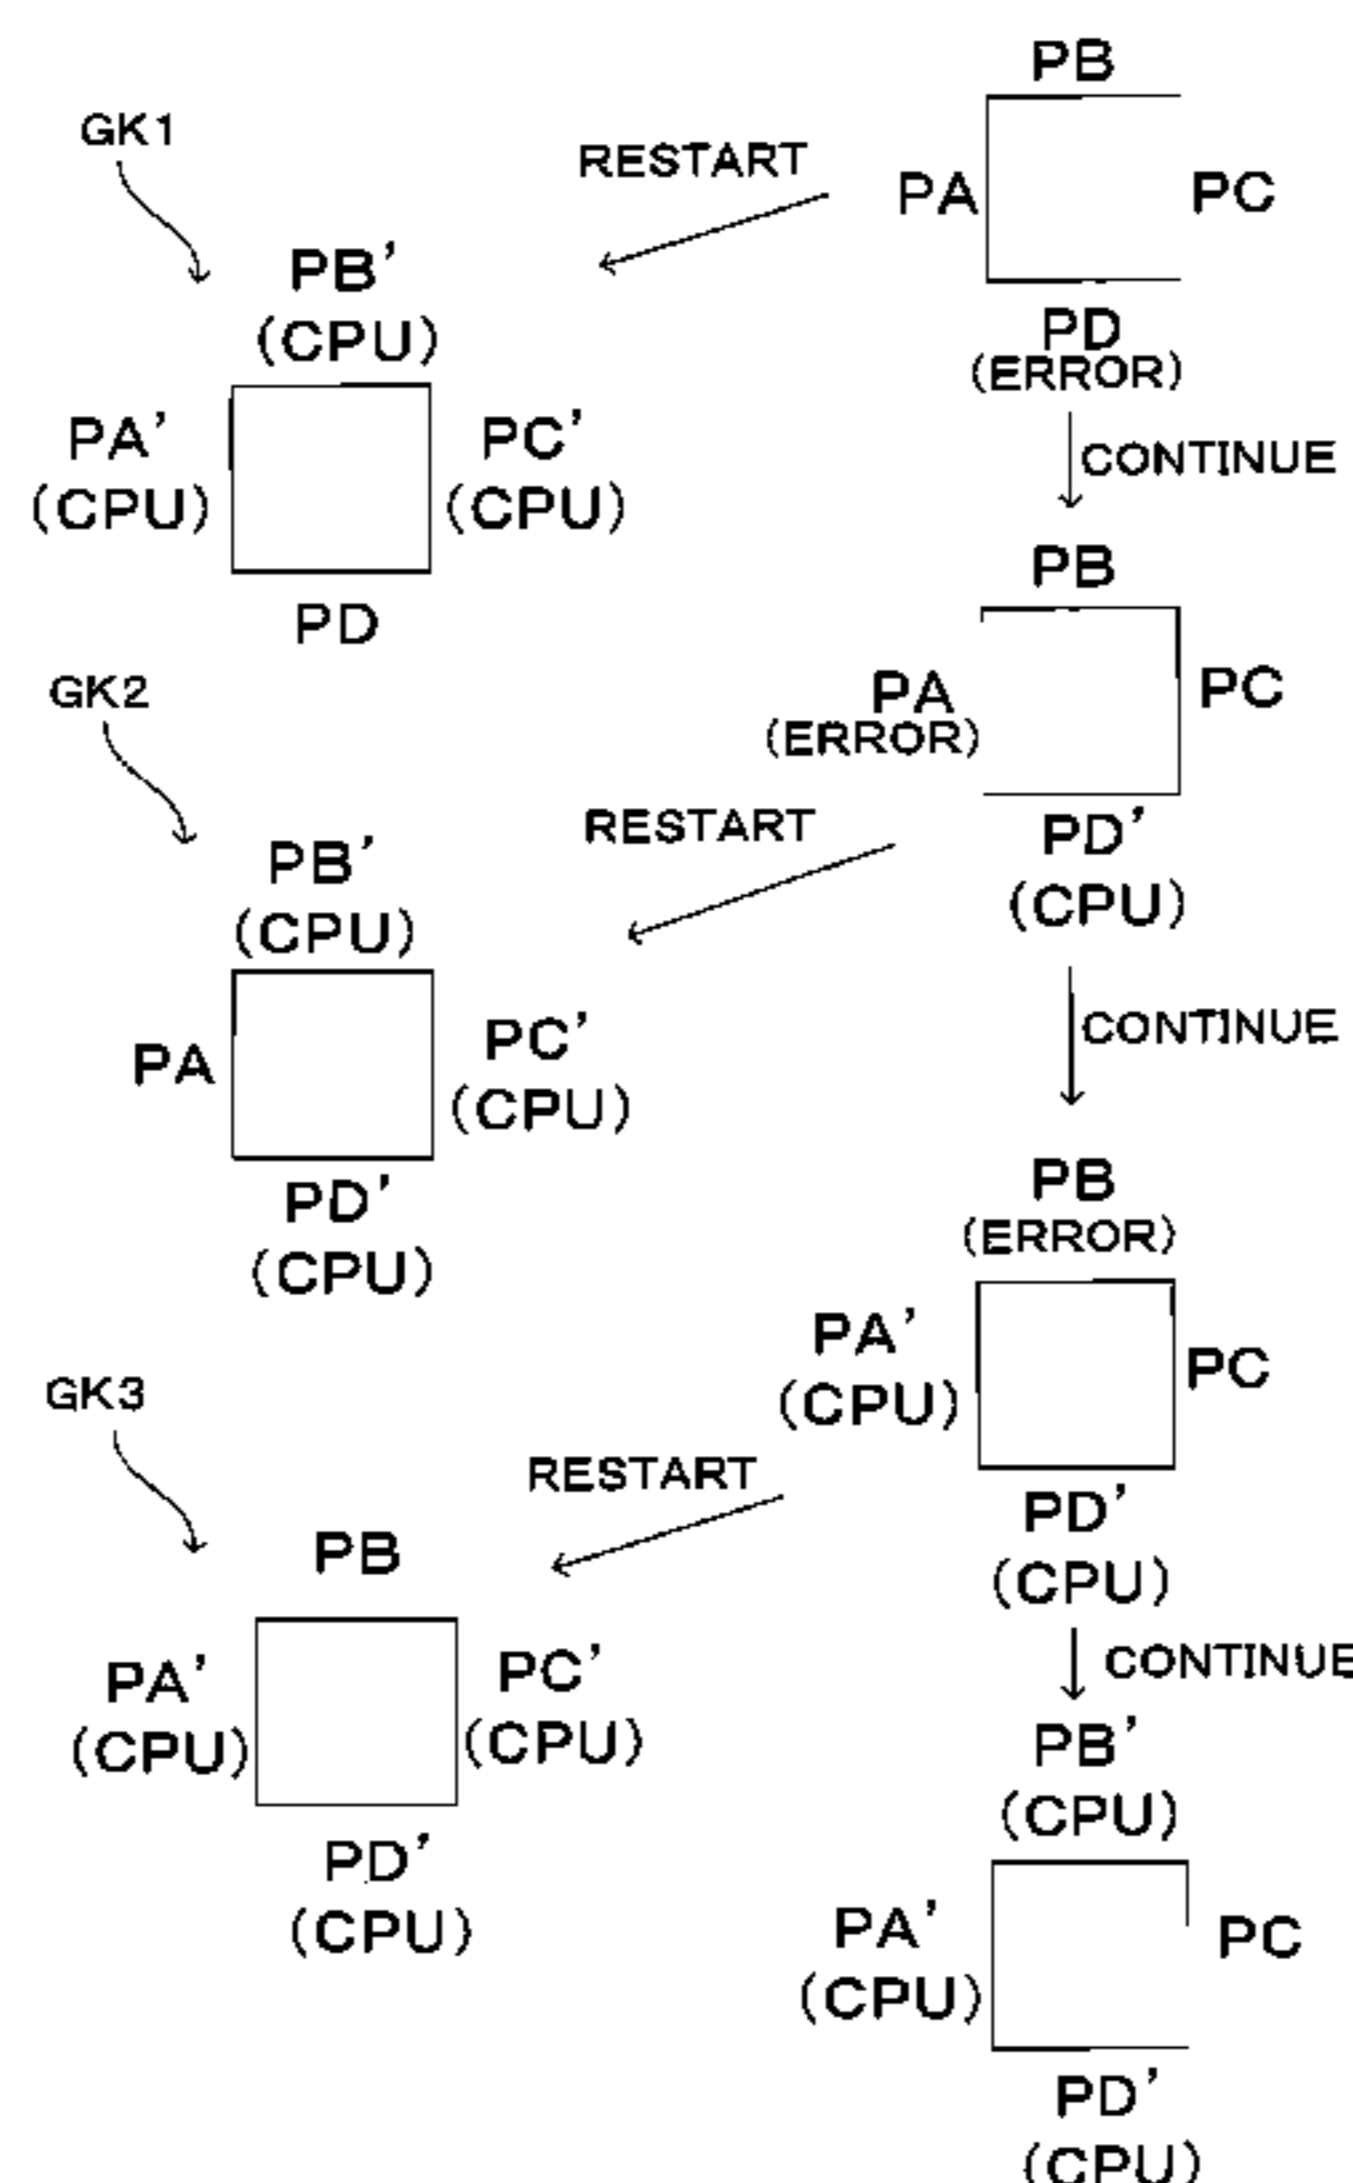 PB
GK1
RESTART
PA
PC
PB'
(CPU)
PD
(ERROR)
PA'
(CPU)
PC'
(CPU)
CONTINUE
PD
PB
GK2
PA
(ERROR)
PC
RESTART
PD'
(CPU)
PB'
(CPU)
PA
PC'
(CPU)
CONTINUE
PD'
(CPU)
PB
(ERROR)
GK3
PA'
(CPU)
PC
RESTART
PD'
(CPU)
PB
PA'
(CPU)
PC'
(CPU)
CONTINUE
PB'
(CPU)
PD'
(CPU)
PA'
(CPU)
PC
PD'
(CPU)